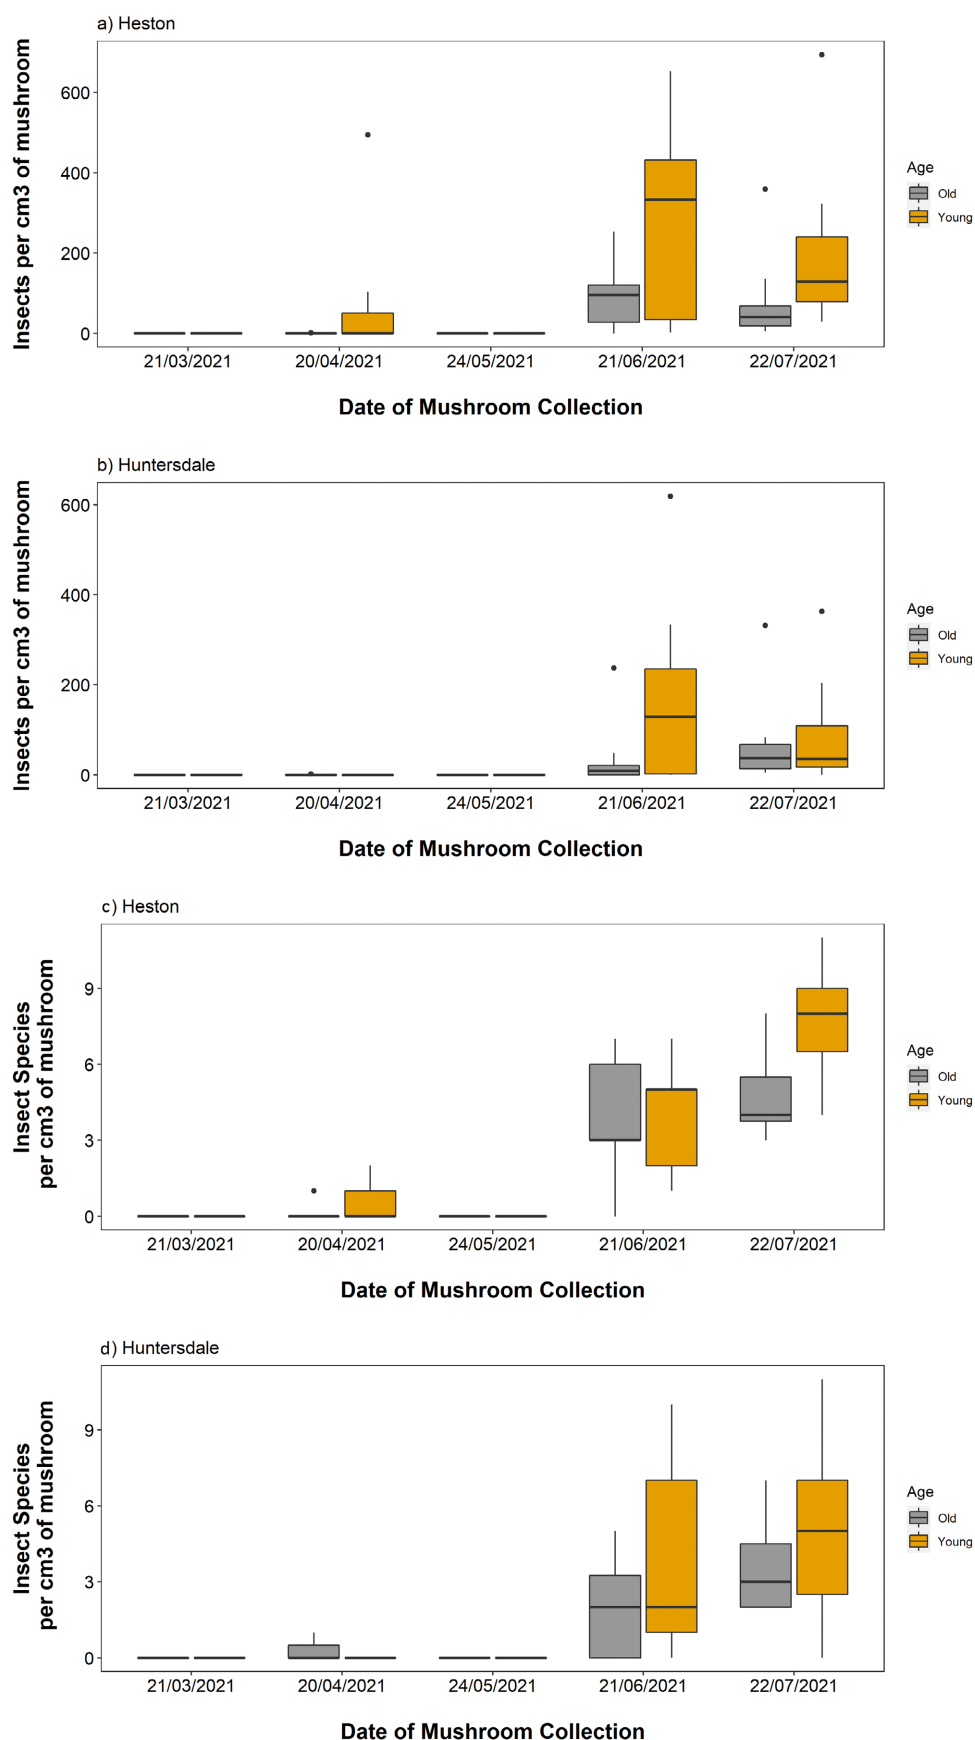 a) Heston
Insects per cm3 of mushroom
600
400
200
0
21/03/2021 20/04/2021 24/05/2021 21/06/2021 22/07/2021
Date of Mushroom Collection
Age
Old
Young
b) Huntersdale
Insects per cm3 of mushroom
600
400
200
0
21/03/2021 20/04/2021 24/05/2021 21/06/2021 22/07/2021
Date of Mushroom Collection
Age
Old
Young
c) Heston
Insect Species
per cm3 of mushroom
9
6
3
0
21/03/2021 20/04/2021 24/05/2021 21/06/2021 22/07/2021
Date of Mushroom Collection
Age
Old
Young
d) Huntersdale
Insect Species
per cm3 of mushroom
9
6
3
0
21/03/2021 20/04/2021 24/05/2021 21/06/2021 22/07/2021
Date of Mushroom Collection
Age
Old
Young